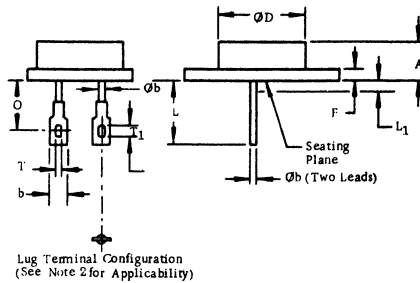 ØD
A
Øb
O
L
F
L1
T1
T
b
Seating
Plane
Øb (Two Leads)
Lug Terminal Configuration
(See Note 2 for Applicability)